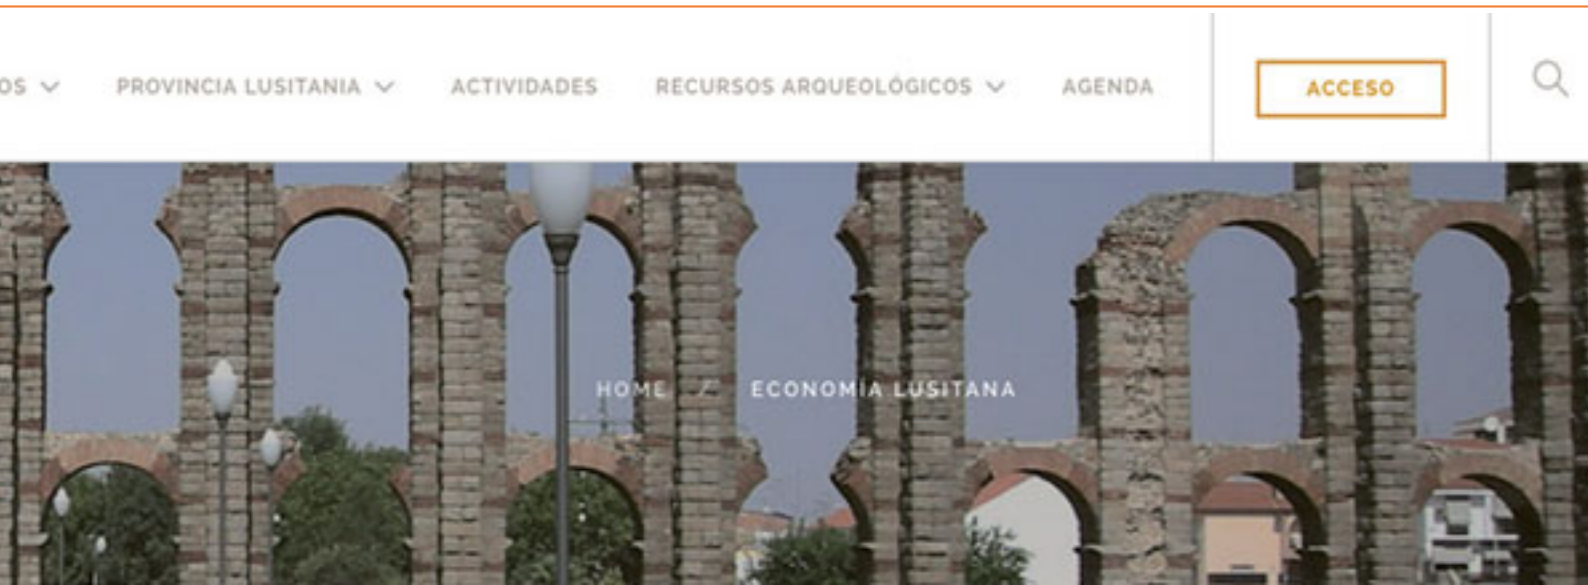 OS PROVINCIA LUSITANIA ACTIVIDADES RECURSOS ARQUEOLÓGICOS AGENDA ACCESO
HOME / ECONOMÍA LUSITANA